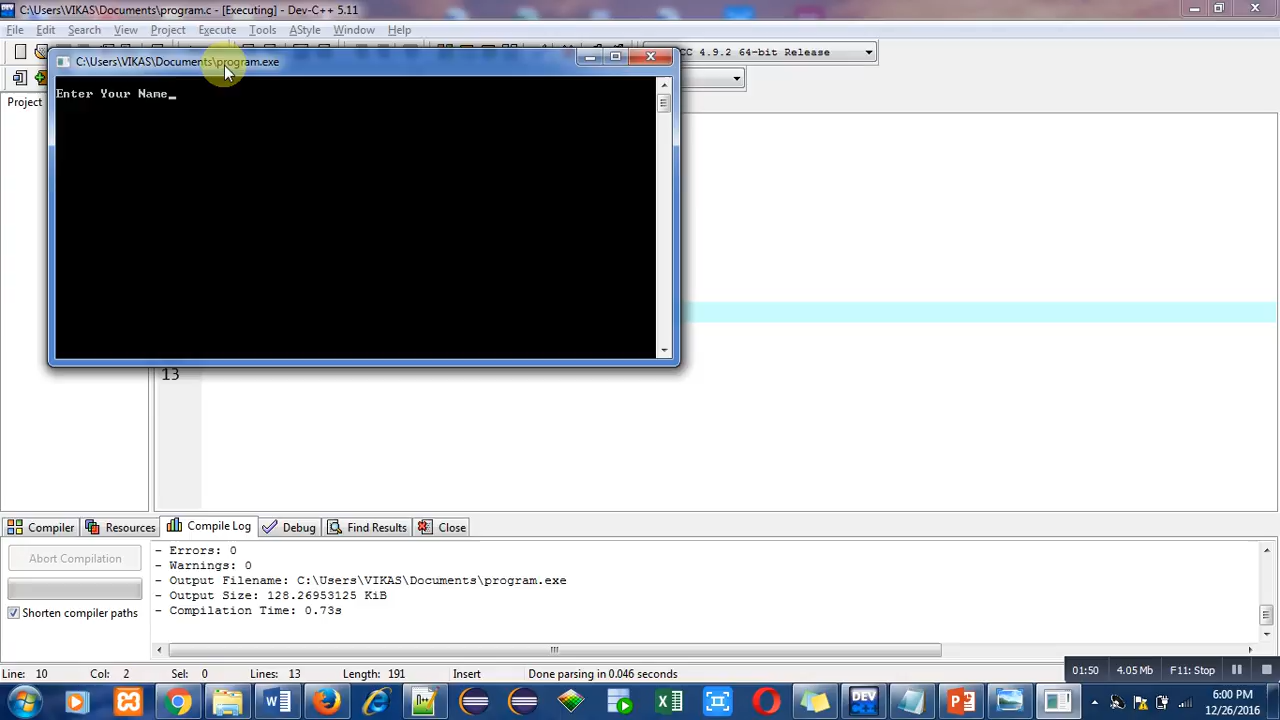 C:\Users\VIKAS\Documents\program.c - [Executing] - Dev-C++ 5.11
File Edit Search View Project Execute Tools AStyle Window Help
CC 4.9.2 64-bit Release
C:\Users\VIKAS\Documents\program.exe
Project
Enter Your Name_
13
Compiler Resources Compile Log Debug Find Results Close
Abort Compilation
Shorten compiler paths
- Errors: 0
- Warnings: 0
- Output Filename: C:\Users\VIKAS\Documents\program.exe
- Output Size: 128.26953125 KiB
- Compilation Time: 0.73s
Line: 10 Col: 2 Sel: 0 Lines: 13 Length: 191 Insert Done parsing in 0.046 seconds
01:50 4.05 Mb F11: Stop
DEV
6:00 PM
12/26/2016